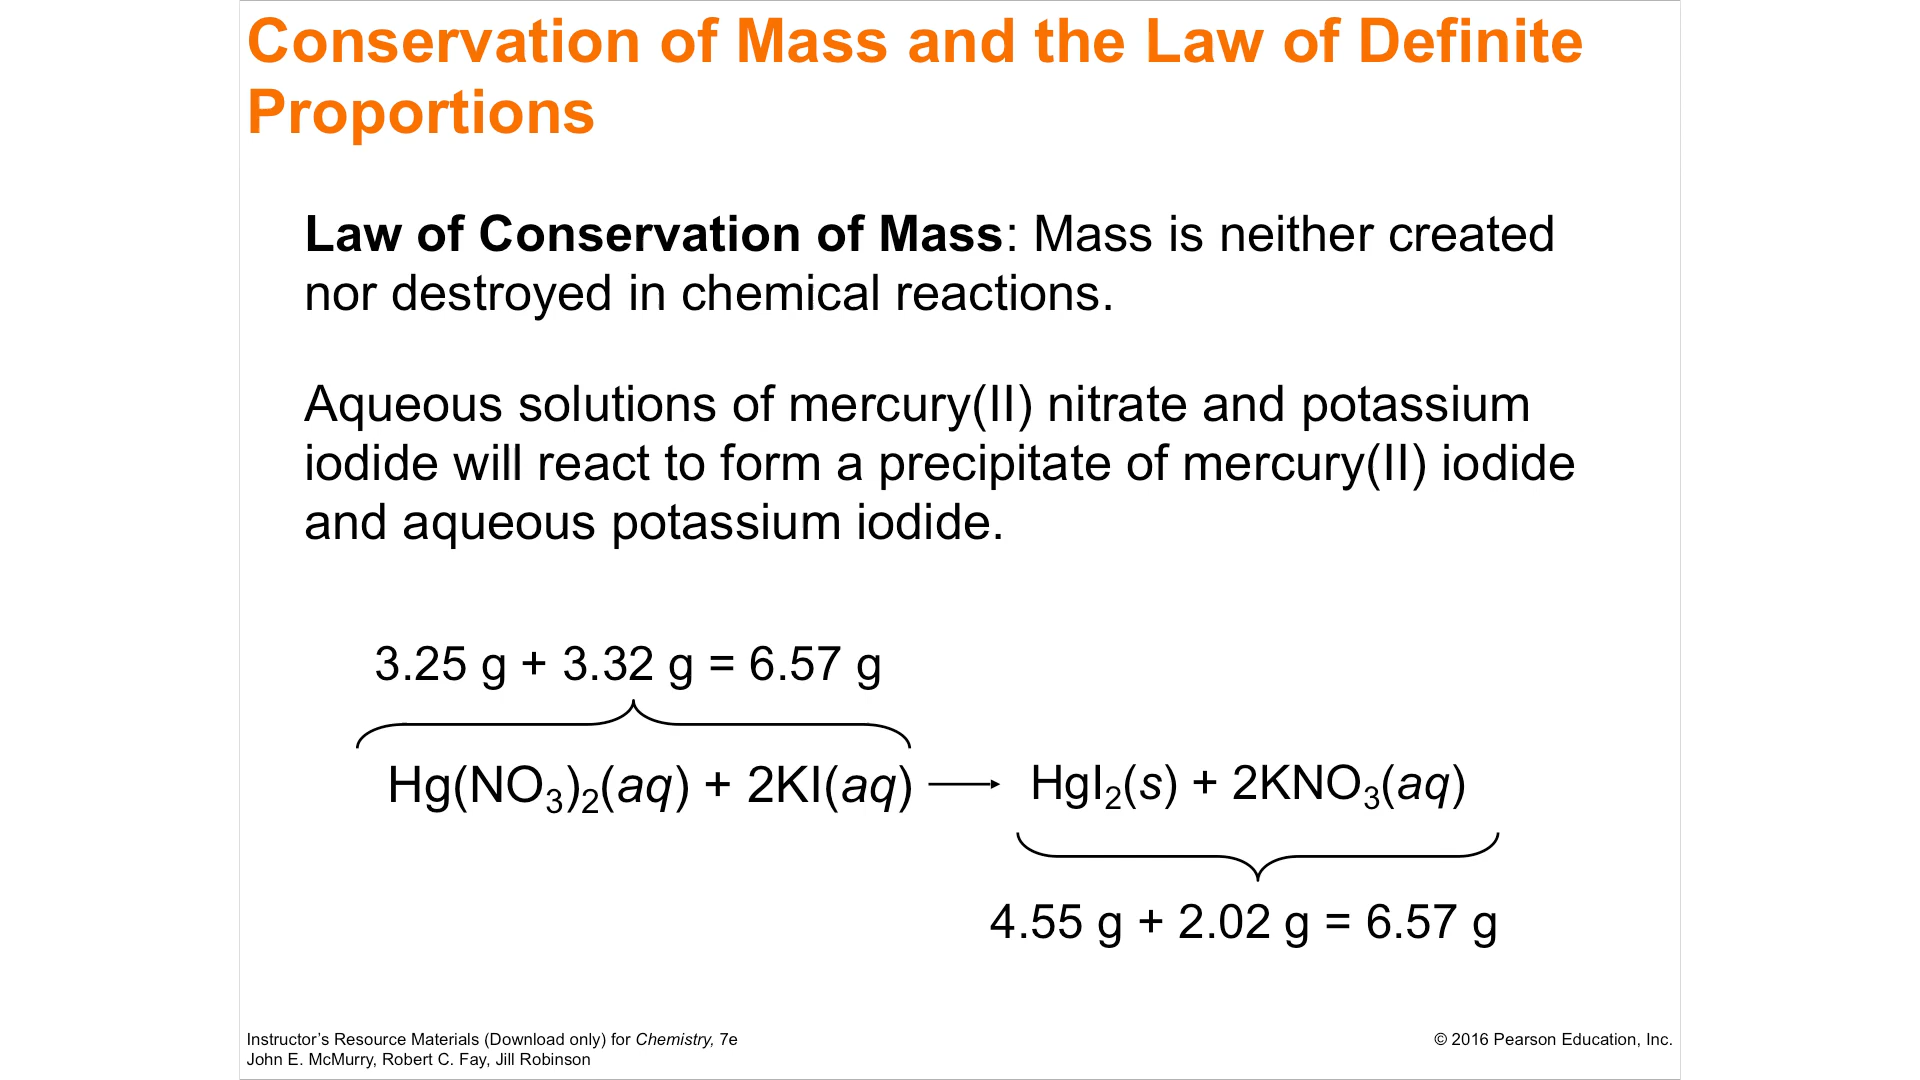 Conservation of Mass and the Law of Definite
Proportions
Law of Conservation of Mass: Mass is neither created
nor destroyed in chemical reactions.
Aqueous solutions of mercury(II) nitrate and potassium
iodide will react to form a precipitate of mercury(II) iodide
and aqueous potassium iodide.
3.25 g + 3.32 g = 6.57 g
Hg(NO₃)₂(aq) + 2KI(aq) ⟶ HgI₂(s) + 2KNO₃(aq)
4.55 g + 2.02 g = 6.57 g
Instructor’s Resource Materials (Download only) for Chemistry, 7e
John E. McMurry, Robert C. Fay, Jill Robinson
© 2016 Pearson Education, Inc.